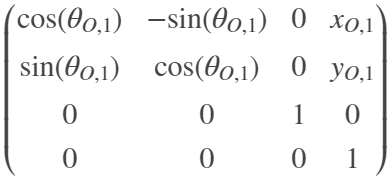 cos(θ_{O,1}) −sin(θ_{O,1}) 0 x_{O,1}
sin(θ_{O,1}) cos(θ_{O,1}) 0 y_{O,1}
0 0 1 0
0 0 0 1